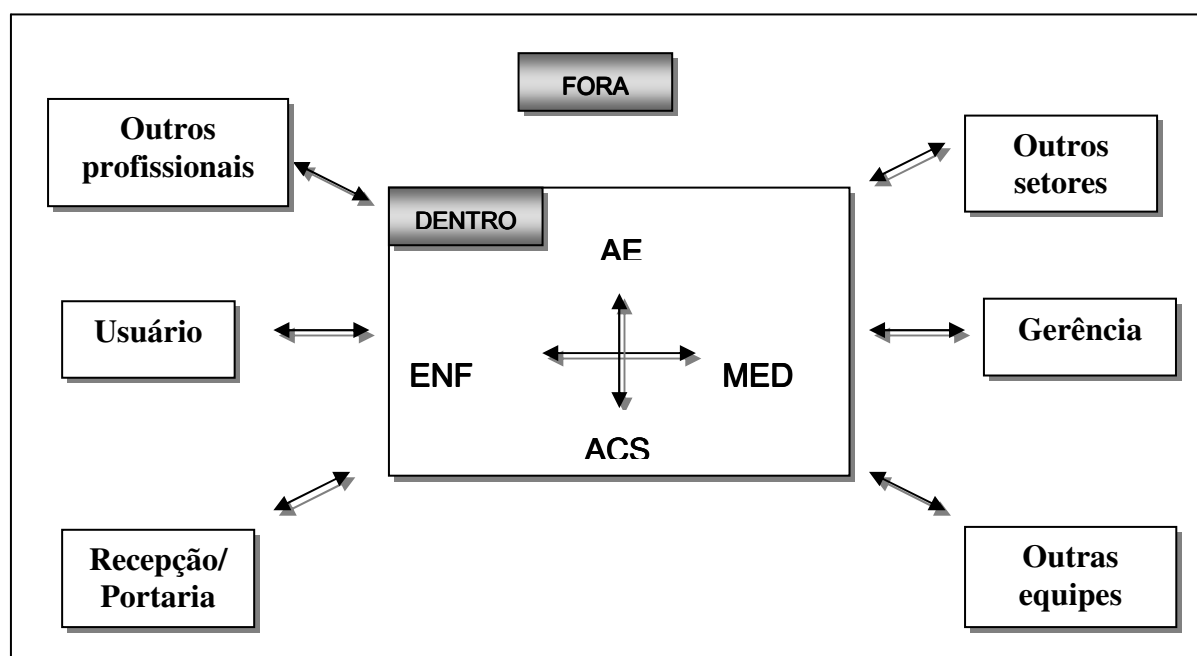 FORA
Outros
profissionais
Outros
setores
DENTRO
AE
Usuário
Gerência
ENF
MED
ACS
Recepção/
Portaria
Outras
equipes